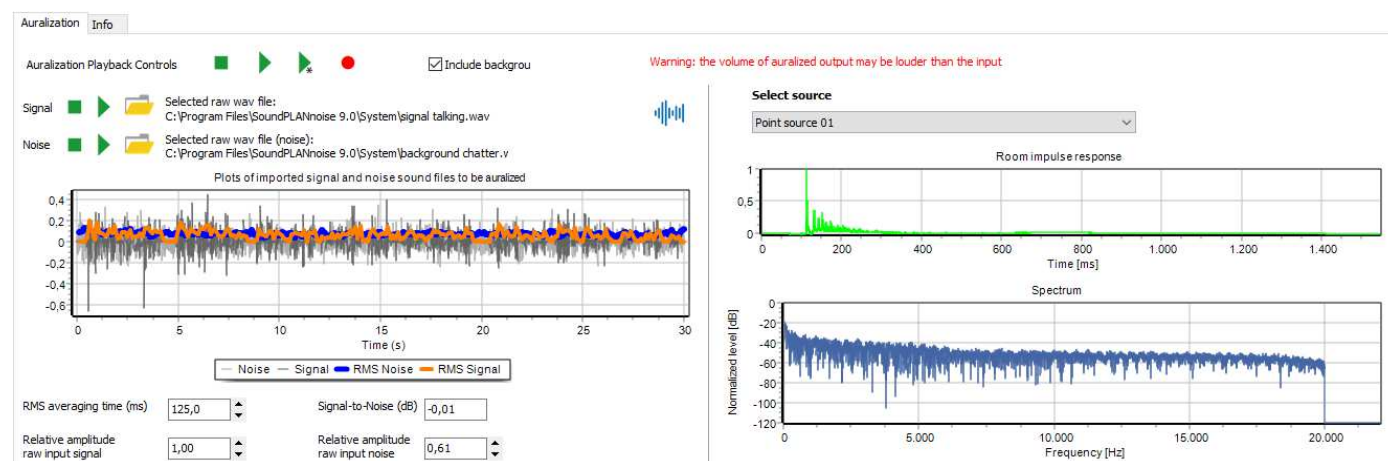 Auralization Info
Auralization Playback Controls
* Include backgrou
Warning: the volume of auralized output may be louder than the input
Signal
Selected raw wav file:
C:\Program Files\SoundPLANnoise 9.0\System\signal talking.wav
Noise
Selected raw wav file (noise):
C:\Program Files\SoundPLANnoise 9.0\System\background chatter.v
Plots of imported signal and noise sound files to be auralized
0,4
0,2
0
-0,2
-0,4
-0,6
0 5 10 15 20 25 30
Time (s)
Noise Signal RMS Noise RMS Signal
RMS averaging time (ms) 125,0
Signal-to-Noise (dB) -0,01
Relative amplitude
raw input signal 1,00
Relative amplitude
raw input noise 0,61
Select source
Point source 01
Room impulse response
1
0,5
0
0 200 400 600 800 1.000 1.200 1.400
Time [ms]
Spectrum
Normalized level [dB]
0
-20
-40
-60
-80
-100
-120
0 5.000 10.000 15.000 20.000
Frequency [Hz]